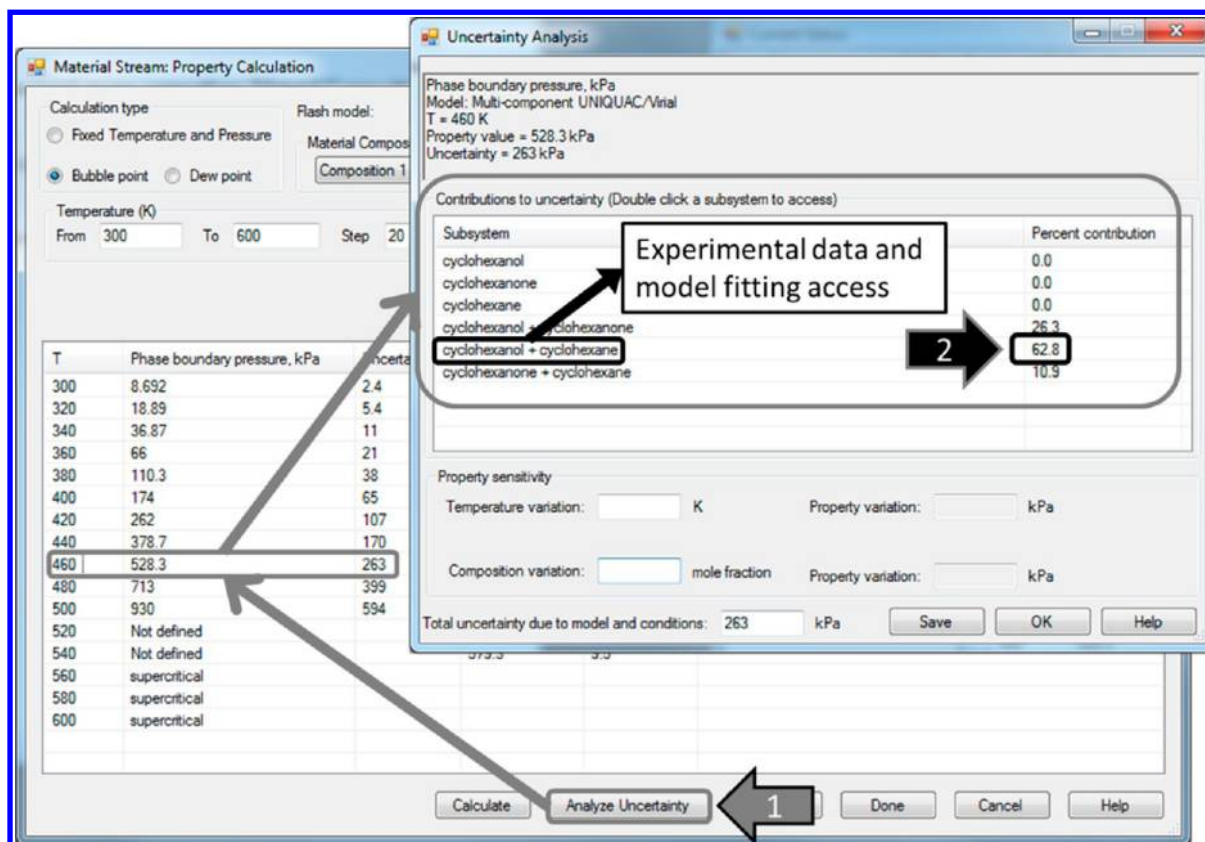 Material Stream: Property Calculation
Calculation type
Fixed Temperature and Pressure
Bubble point Dew point
Flash model:
Material Compos
Composition 1
Temperature (K)
From 300 To 600 Step 20
T Phase boundary pressure, kPa
300 8.692 2.4
320 18.89 5.4
340 36.87 11
360 66 21
380 110.3 38
400 174 65
420 262 107
440 378.7 170
460 528.3 263
480 713 399
500 930 594
520 Not defined
540 Not defined
560 supercritical
580 supercritical
600 supercritical
Calculate Analyze Uncertainty 1 Done Cancel Help
Uncertainty Analysis
Phase boundary pressure, kPa
Model: Multi-component UNIQUAC/Virial
T = 460 K
Property value = 528.3 kPa
Uncertainty = 263 kPa
Contributions to uncertainty (Double click a subsystem to access)
Subsystem Percent contribution
cyclohexanol 0.0
cyclohexanone 0.0
cyclohexane 0.0
cyclohexanol + cyclohexanone 26.3
cyclohexanol + cyclohexane 62.8
cyclohexanone + cyclohexane 10.9
Experimental data and
model fitting access
2
Property sensitivity
Temperature variation: K Property variation: kPa
Composition variation: mole fraction Property variation: kPa
Total uncertainty due to model and conditions: 263 kPa Save OK Help